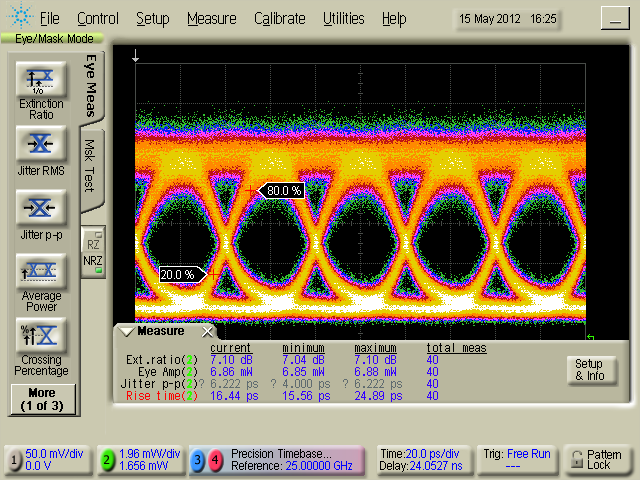 File Control Setup Measure Calibrate Utilities Help 15 May 2012 16:25
Eye/Mask Mode
Eye Meas
Msk Test
1/0
Extinction
Ratio
Jitter RMS
Jitter p-p
RZ
NRZ
Average
Power
%
Crossing
Percentage
More
(1 of 3)
80.0 %
20.0 %
Measure
current minimum maximum total meas
Ext.ratio(2) 7.10 dB 7.04 dB 7.10 dB 40
Eye Amp(2) 6.86 mW 6.85 mW 6.88 mW 40
Jitter p-p(2)? 6.222 ps ? 4.000 ps ? 6.222 ps 40
Rise time(2) 16.44 ps 15.56 ps 24.89 ps 40
Setup
& Info
1 50.0 mV/div
0.0 V
2 1.96 mW/div
1.656 mW
3 4 Precision Timebase...
Reference: 25.00000 GHz
Time:20.0 ps/div
Delay:24.0527 ns
Trig: Free Run
---
Pattern
Lock